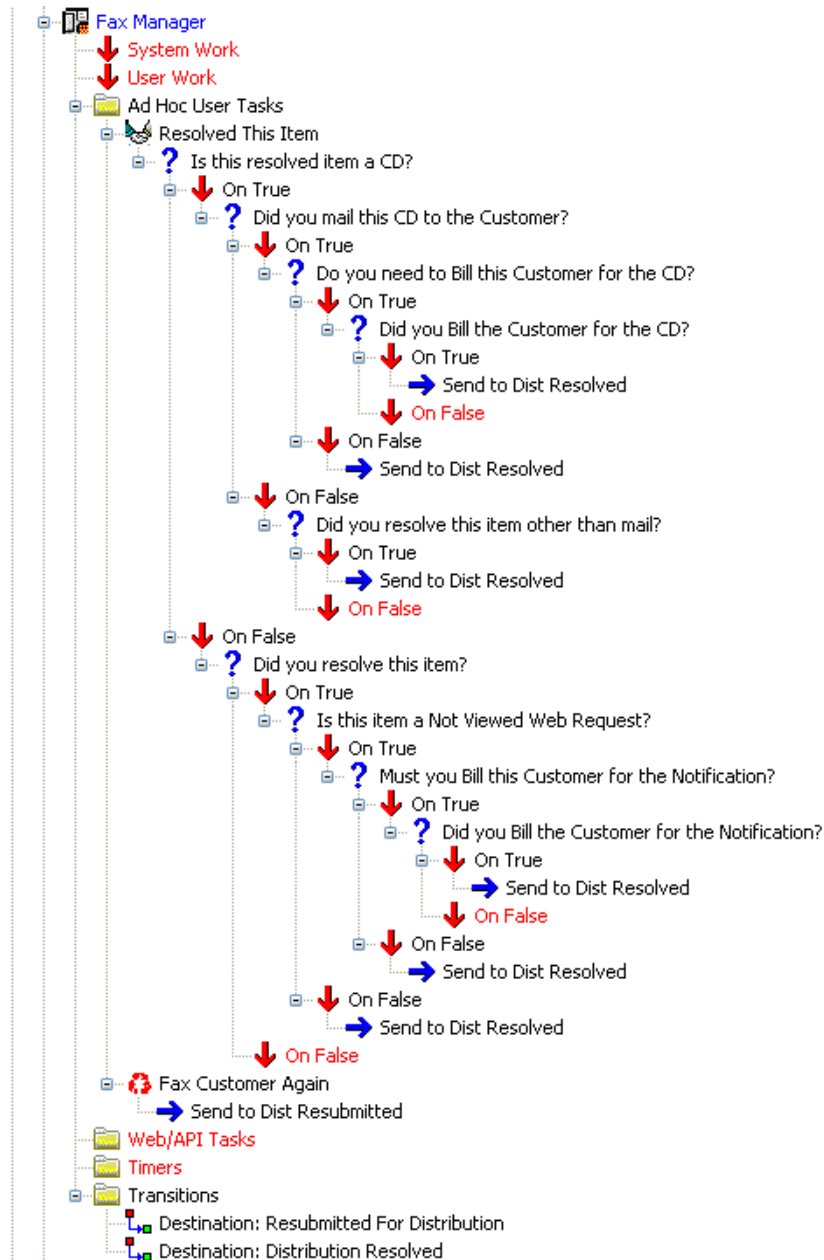 Fax Manager
System Work
User Work
Ad Hoc User Tasks
Resolved This Item
? Is this resolved item a CD?
On True
? Did you mail this CD to the Customer?
On True
? Do you need to Bill this Customer for the CD?
On True
? Did you Bill the Customer for the CD?
On True
Send to Dist Resolved
On False
On False
Send to Dist Resolved
On False
? Did you resolve this item other than mail?
On True
Send to Dist Resolved
On False
On False
? Did you resolve this item?
On True
? Is this item a Not Viewed Web Request?
On True
? Must you Bill this Customer for the Notification?
On True
? Did you Bill the Customer for the Notification?
On True
Send to Dist Resolved
On False
On False
Send to Dist Resolved
On False
Send to Dist Resolved
On False
Fax Customer Again
Send to Dist Resubmitted
Web/API Tasks
Timers
Transitions
Destination: Resubmitted For Distribution
Destination: Distribution Resolved